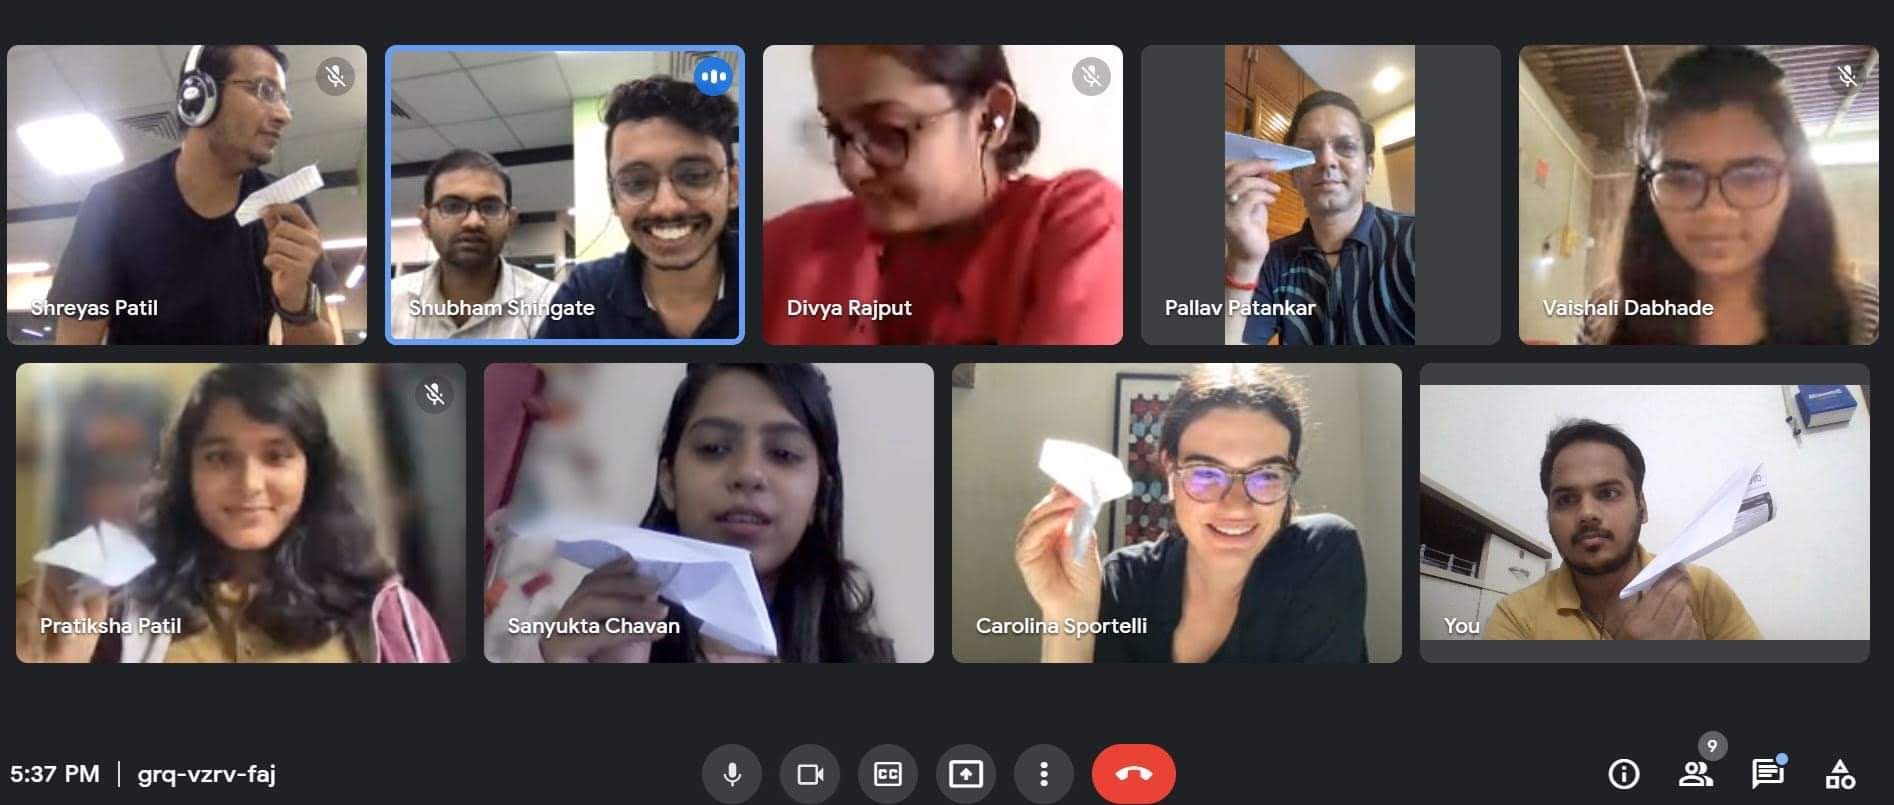 Shreyas Patil
Shubham Shingate
Divya Rajput
Pallav Patankar
Vaishali Dabhade
Pratiksha Patil
Sanyukta Chavan
Carolina Sportelli
You
5:37 PM | grq-vzrv-faj
CC
9